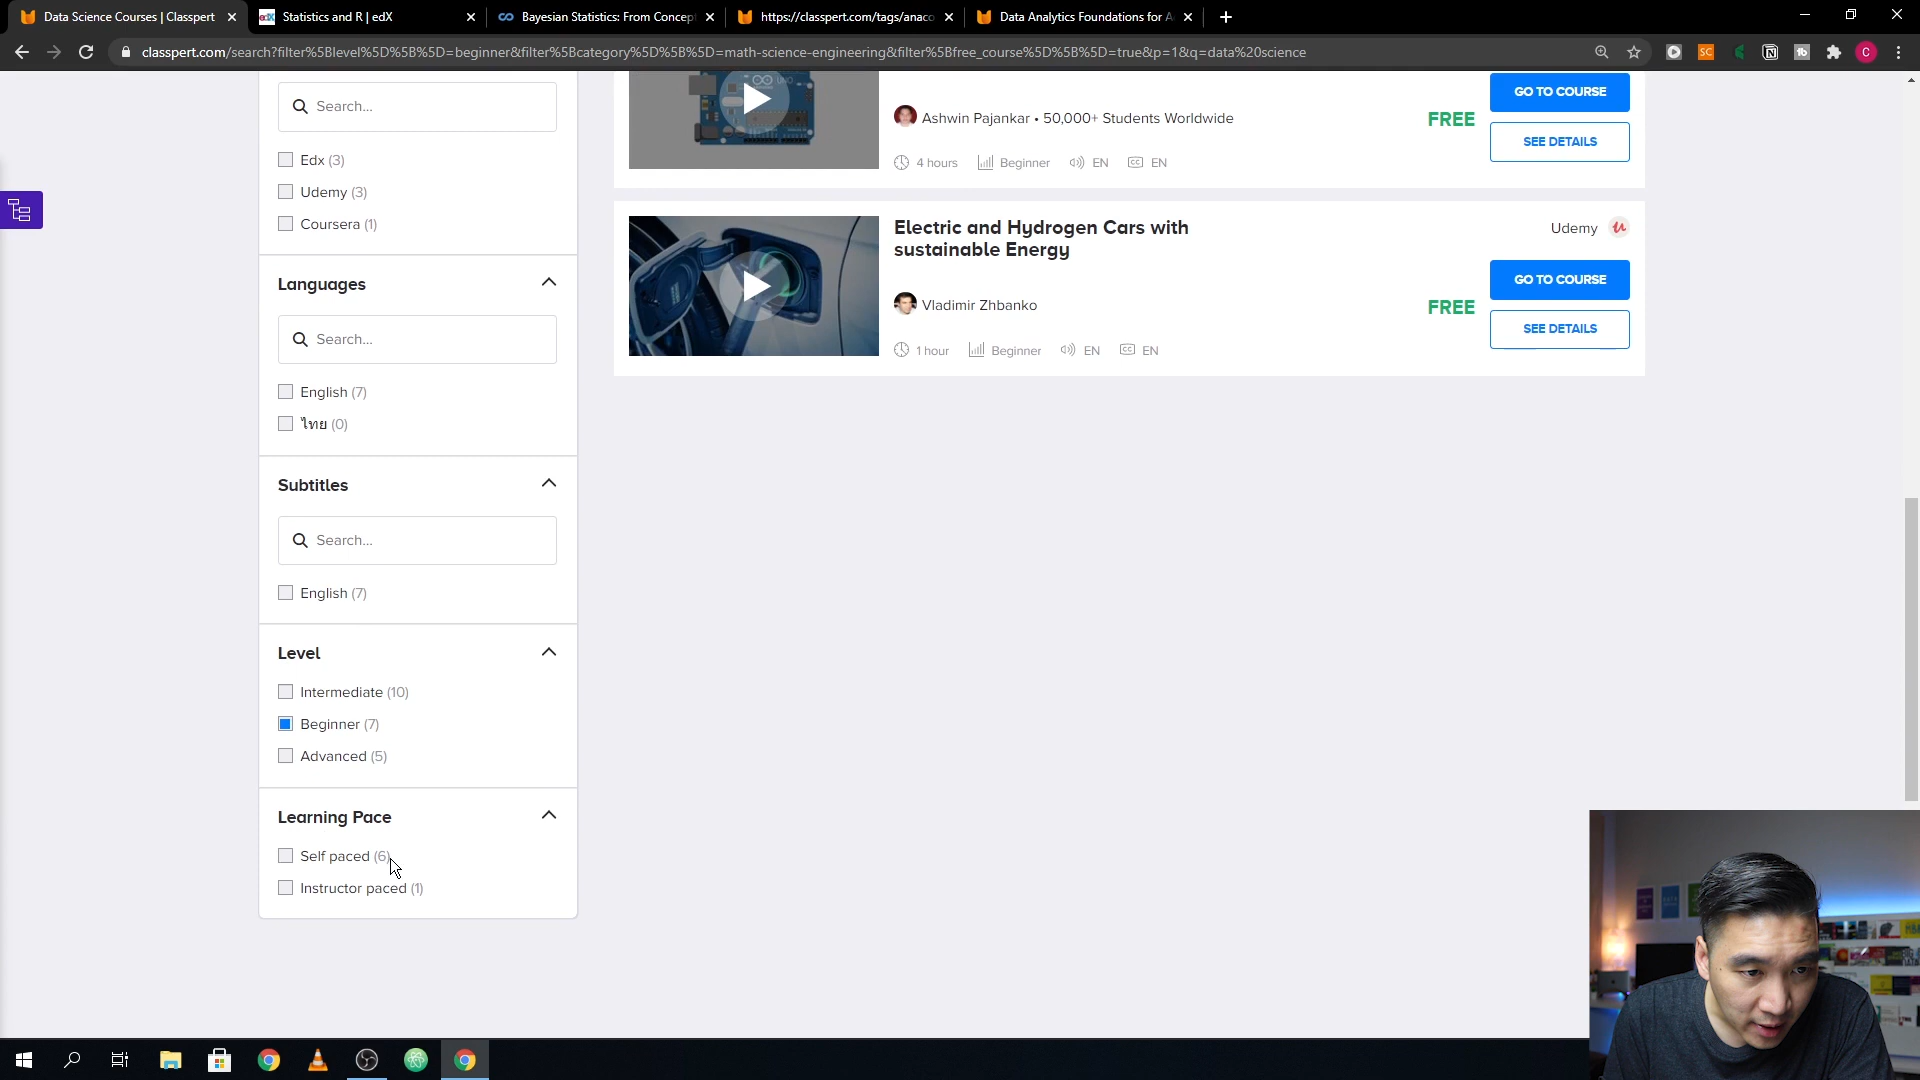 Data Science Courses | Classpert
Statistics and R | edX
Bayesian Statistics: From Concep
https://classpert.com/tags/anaco
Data Analytics Foundations for A
classpert.com/search?filter%5Blevel%5D%5B%5D=beginner&filter%5Bcategory%5D%5B%5D=math-science-engineering&filter%5Bfree_course%5D%5B%5D=true&p=1&q=data%20science
Search...
Edx (3)
Udemy (3)
Coursera (1)
Languages
Search...
English (7)
ไทย (0)
Subtitles
Search...
English (7)
Level
Intermediate (10)
Beginner (7)
Advanced (5)
Learning Pace
Self paced (6)
Instructor paced (1)
Ashwin Pajankar • 50,000+ Students Worldwide
4 hours Beginner EN EN
FREE
GO TO COURSE
SEE DETAILS
Electric and Hydrogen Cars with
sustainable Energy
Udemy
Vladimir Zhbanko
1 hour Beginner EN EN
FREE
GO TO COURSE
SEE DETAILS